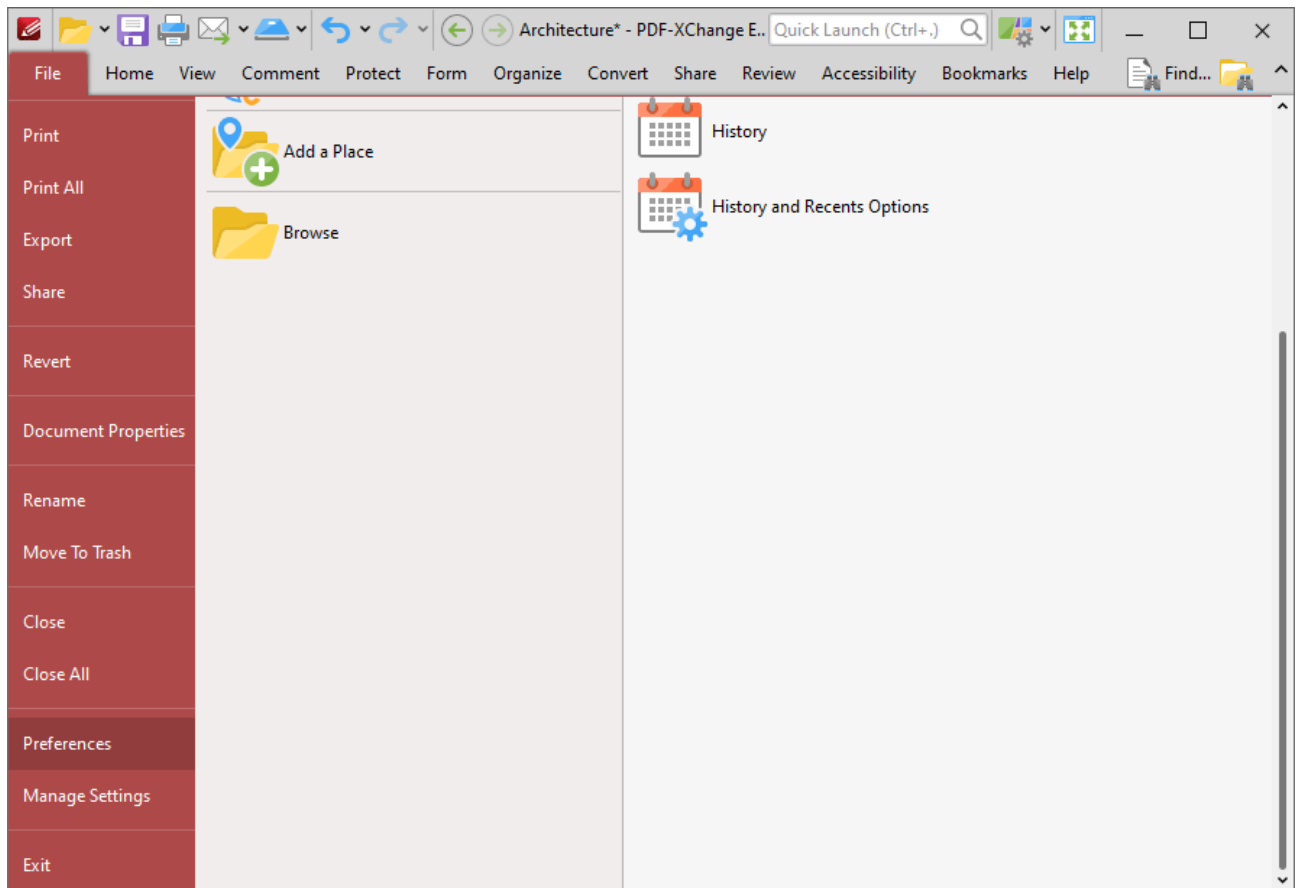 Architecture* - PDF-XChange E..
Quick Launch (Ctrl+.)
File Home View Comment Protect Form Organize Convert Share Review Accessibility Bookmarks Help Find...
Print
Print All
Export
Share
Revert
Document Properties
Rename
Move To Trash
Close
Close All
Preferences
Manage Settings
Exit
Add a Place
Browse
History
History and Recents Options